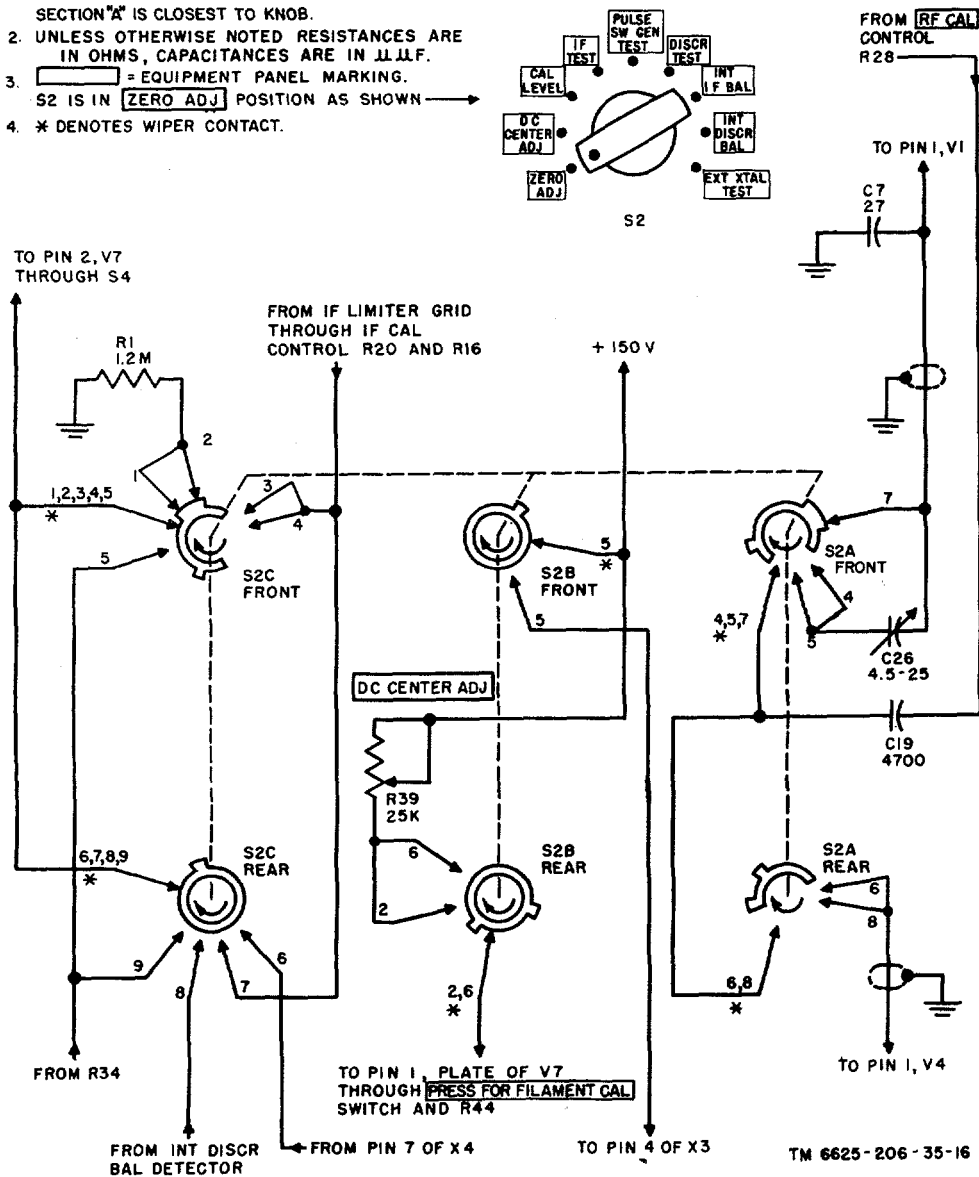 SECTION"A" IS CLOSEST TO KNOB.
2. UNLESS OTHERWISE NOTED RESISTANCES ARE
IN OHMS, CAPACITANCES ARE IN μμF.
3. = EQUIPMENT PANEL MARKING.
S2 IS IN ZERO ADJ POSITION AS SHOWN
4. * DENOTES WIPER CONTACT.
PULSE
SW GEN
TEST
IF
TEST
DISCR
TEST
CAL
LEVEL
INT
IF BAL
DC
CENTER
ADJ
INT
DISCR
BAL
ZERO
ADJ
EXT XTAL
TEST
S2
FROM RF CAL
CONTROL
R28
TO PIN 1, V1
C7
27
TO PIN 2, V7
THROUGH S4
FROM IF LIMITER GRID
THROUGH IF CAL
CONTROL R20 AND R16
+ 150 V
R1
1.2 M
2
1
3
4
1,2,3,4,5
*
5
S2C
FRONT
5
*
S2B
FRONT
5
7
S2A
FRONT
4
4,5,7
*
5
C26
4.5-25
DC CENTER ADJ
C19
4700
R39
25K
6
2
6,7,8,9
*
S2C
REAR
S2B
REAR
S2A
REAR
6
8
9
8
7
6
2,6
*
6,8
*
FROM R34
TO PIN 1, PLATE OF V7
THROUGH PRESS FOR FILAMENT CAL
SWITCH AND R44
TO PIN 1, V4
FROM INT DISCR
BAL DETECTOR
FROM PIN 7 OF X4
TO PIN 4 OF X3
TM 6625-206-35-16